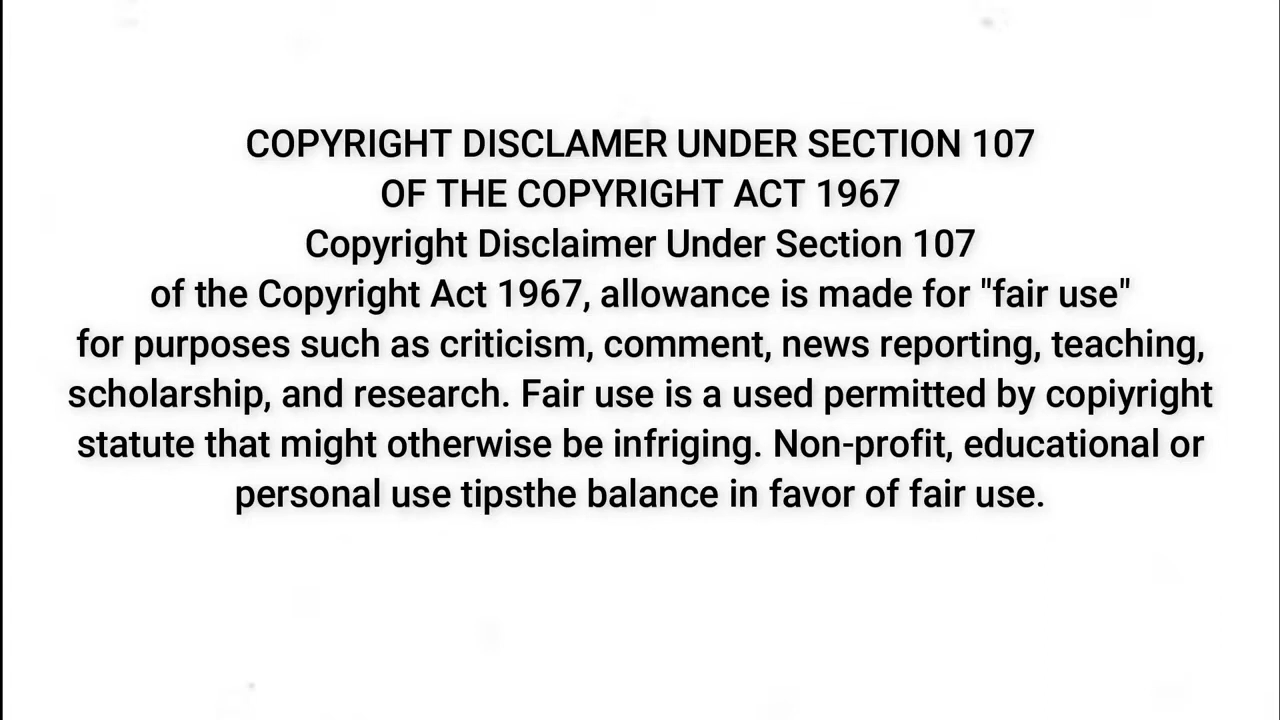 COPYRIGHT DISCLAMER UNDER SECTION 107
OF THE COPYRIGHT ACT 1967
Copyright Disclaimer Under Section 107
of the Copyright Act 1967, allowance is made for "fair use"
for purposes such as criticism, comment, news reporting, teaching,
scholarship, and research. Fair use is a used permitted by copiyright
statute that might otherwise be infriging. Non-profit, educational or
personal use tipsthe balance in favor of fair use.